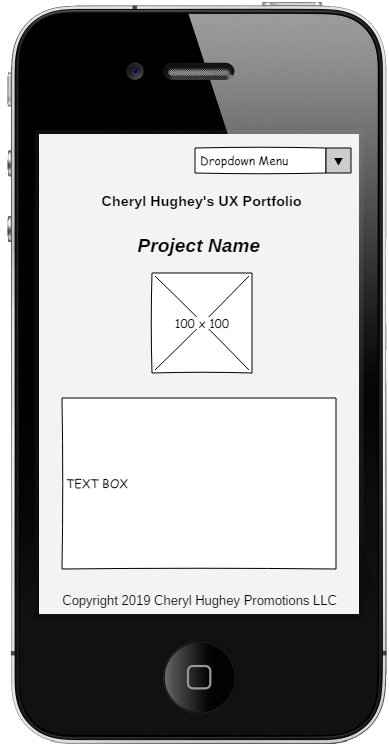 Dropdown Menu
Cheryl Hughey's UX Portfolio
Project Name
100 x 100
TEXT BOX
Copyright 2019 Cheryl Hughey Promotions LLC